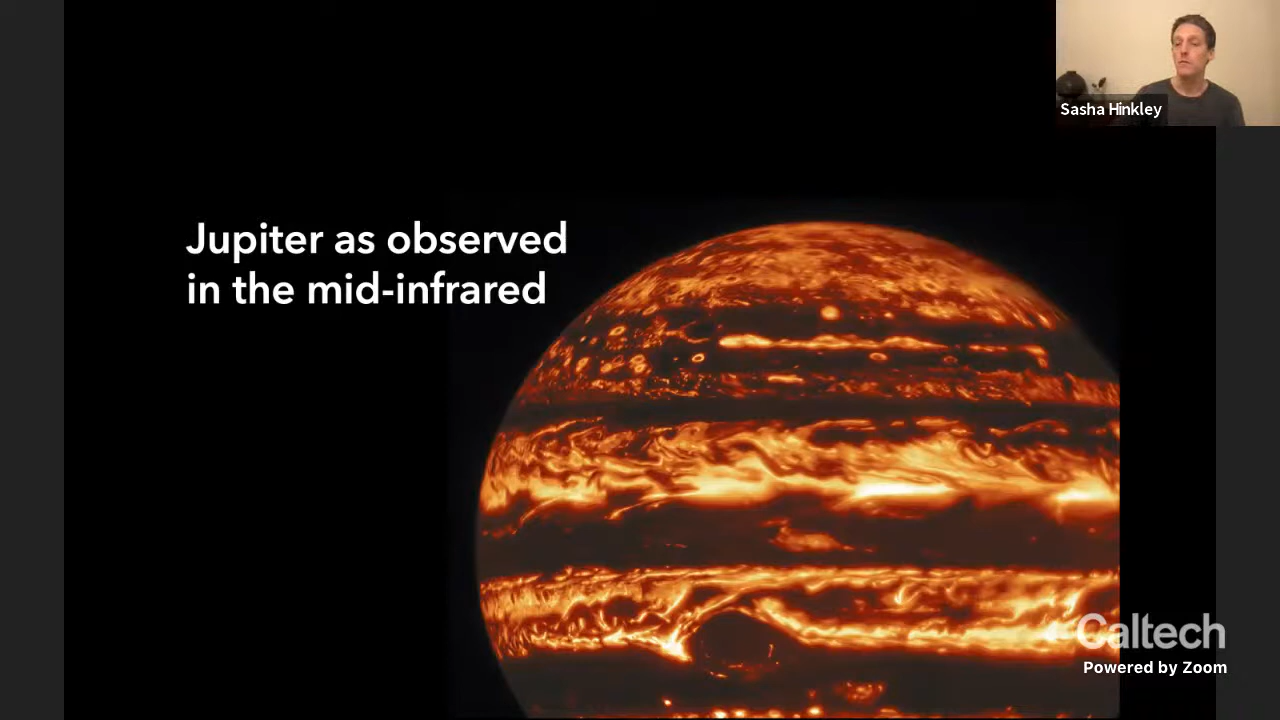 Sasha Hinkley
Jupiter as observed
in the mid-infrared
Caltech
Powered by Zoom